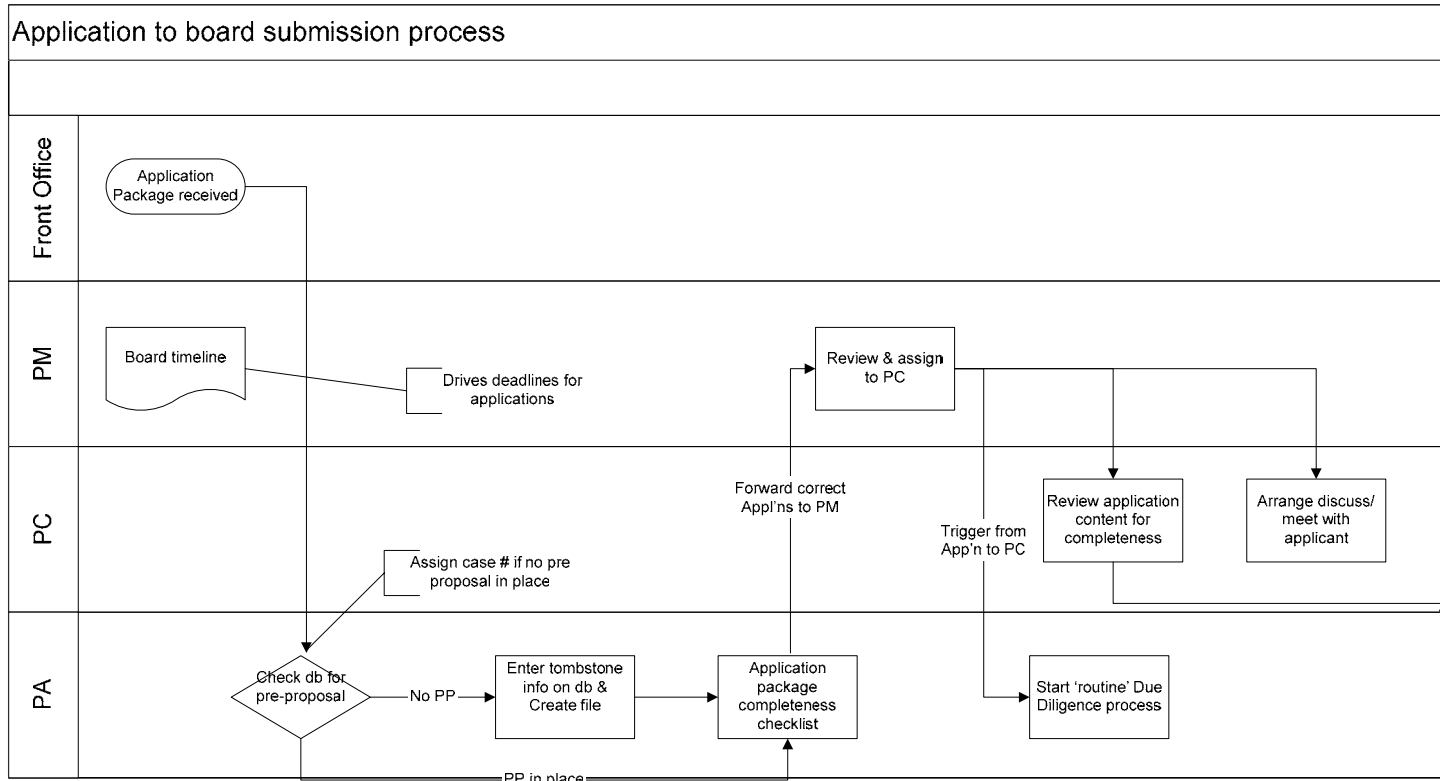 Application to board submission process
Front Office
Application
Package received
PM
Board timeline
Drives deadlines for
applications
Review & assign
to PC
PC
Forward correct
Appl'ns to PM
Trigger from
App'n to PC
Review application
content for
completeness
Arrange discuss/
meet with
applicant
Assign case # if no pre
proposal in place
PA
Check db for
pre-proposal
No PP
Enter tombstone
info on db &
Create file
Application
package
completeness
checklist
Start ‘routine’ Due
Diligence process
PP in place